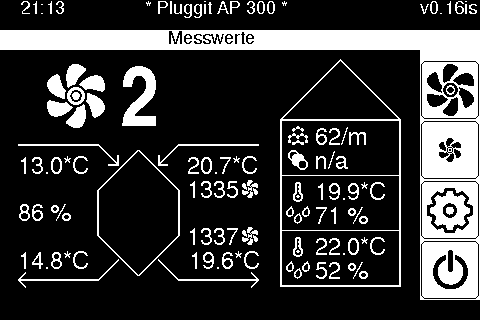 21:13 * Pluggit AP 300 * v0.16is
Messwerte
2
13.0*C 20.7*C
1335
86 %
1337
14.8*C 19.6*C
62/m
n/a
19.9*C
71 %
22.0*C
52 %